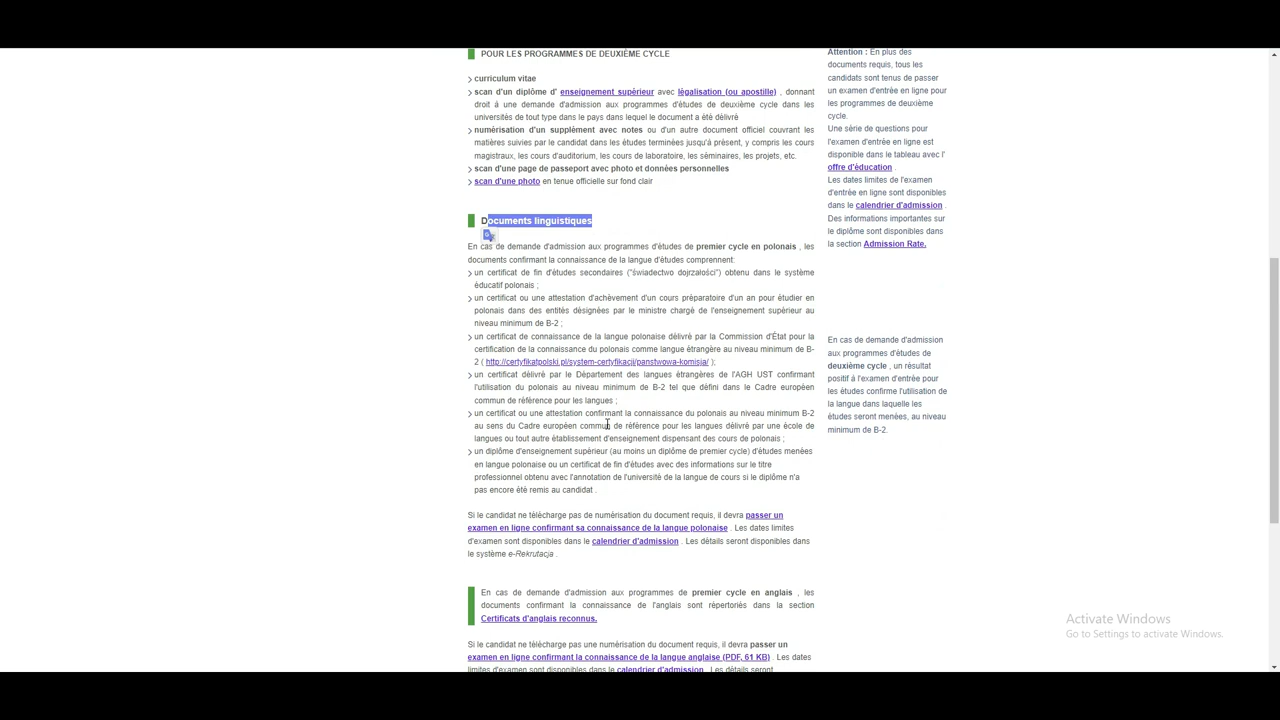 POUR LES PROGRAMMES DE DEUXIÈME CYCLE
curriculum vitae
scan d'un diplôme d' enseignement supérieur avec légalisation (ou apostille) , donnant
droit à une demande d'admission aux programmes d'études de deuxième cycle dans les
universités de tout type dans le pays dans lequel le document a été délivré
numérisation d'un supplément avec notes ou d'un autre document officiel couvrant les
matières suivies par le candidat dans les études terminées jusqu'à présent, y compris les cours
magistraux, les cours d'auditorium, les cours de laboratoire, les séminaires, les projets, etc.
scan d'une page de passeport avec photo et données personnelles
scan d'une photo en tenue officielle sur fond clair
Documents linguistiques
En cas de demande d'admission aux programmes d'études de premier cycle en polonais , les
documents confirmant la connaissance de la langue d'études comprennent:
un certificat de fin d'études secondaires ("świadectwo dojrzałości") obtenu dans le système
éducatif polonais ;
un certificat ou une attestation d'achèvement d'un cours préparatoire d'un an pour étudier en
polonais dans des entités désignées par le ministre chargé de l'enseignement supérieur au
niveau minimum de B-2 ;
un certificat de connaissance de la langue polonaise délivré par la Commission d'État pour la
certification de la connaissance du polonais comme langue étrangère au niveau minimum de B-
2 ( http://certyfikatpolski.pl/system-certyfikacji/panstwowa-komisja/ );
un certificat délivré par le Département des langues étrangères de l'AGH UST confirmant
l'utilisation du polonais au niveau minimum de B-2 tel que défini dans le Cadre européen
commun de référence pour les langues ;
un certificat ou une attestation confirmant la connaissance du polonais au niveau minimum B-2
au sens du Cadre européen commun de référence pour les langues délivré par une école de
langues ou tout autre établissement d'enseignement dispensant des cours de polonais ;
un diplôme d'enseignement supérieur (au moins un diplôme de premier cycle) d'études menées
en langue polonaise ou un certificat de fin d'études avec des informations sur le titre
professionnel obtenu avec l'annotation de l'université de la langue de cours si le diplôme n'a
pas encore été remis au candidat .
Si le candidat ne télécharge pas de numérisation du document requis, il devra passer un
examen en ligne confirmant sa connaissance de la langue polonaise . Les dates limites
d'examen sont disponibles dans le calendrier d'admission . Les détails seront disponibles dans
le système e-Rekrutacja .
En cas de demande d'admission aux programmes de premier cycle en anglais , les
documents confirmant la connaissance de l'anglais sont répertoriés dans la section
Certificats d'anglais reconnus.
Si le candidat ne télécharge pas une numérisation du document requis, il devra passer un
examen en ligne confirmant la connaissance de la langue anglaise (PDF, 61 KB) . Les dates
limites d'examen sont disponibles dans le calendrier d'admission . Les détails seront
Attention : En plus des
documents requis, tous les
candidats sont tenus de passer
un examen d'entrée en ligne pour
les programmes de deuxième
cycle.
Une série de questions pour
l'examen d'entrée en ligne est
disponible dans le tableau avec l'
offre d'éducation .
Les dates limites de l'examen
d'entrée en ligne sont disponibles
dans le calendrier d'admission .
Des informations importantes sur
le diplôme sont disponibles dans
la section Admission Rate.
En cas de demande d'admission
aux programmes d'études de
deuxième cycle , un résultat
positif à l'examen d'entrée pour
les études confirme l'utilisation de
la langue dans laquelle les
études seront menées, au niveau
minimum de B-2.
Activate Windows
Go to Settings to activate Windows.